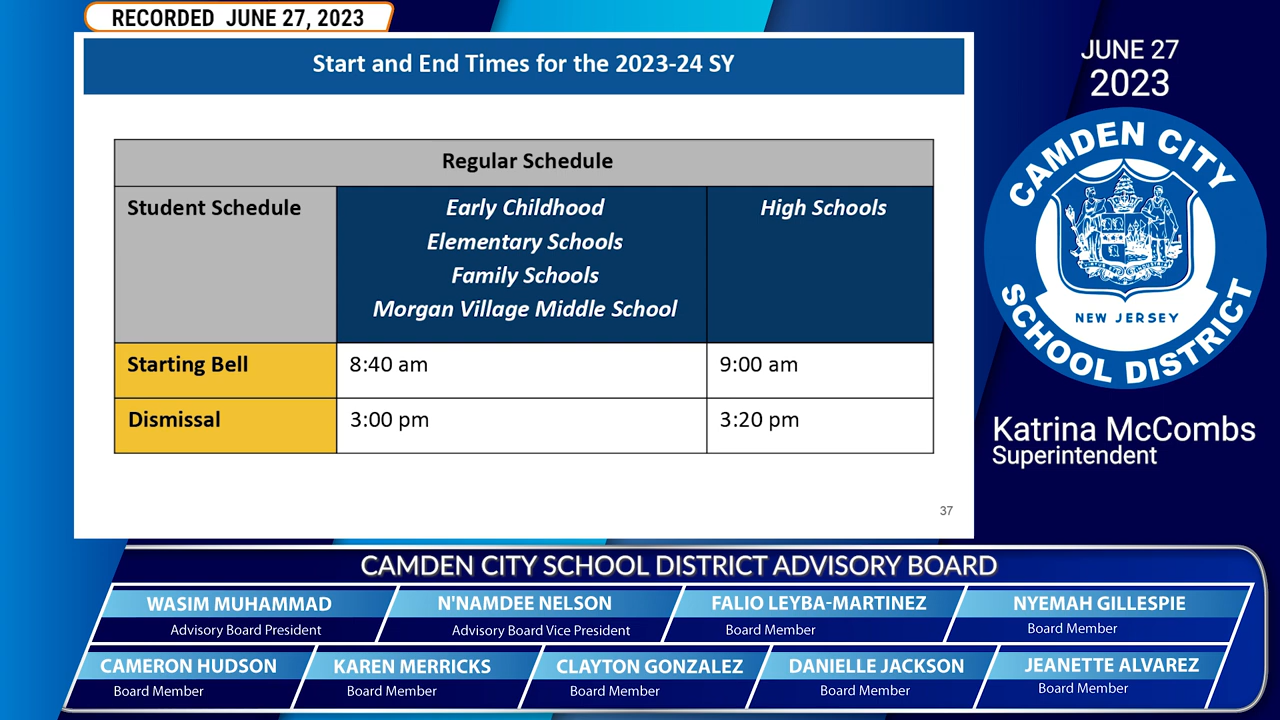 RECORDED JUNE 27, 2023
Start and End Times for the 2023-24 SY
Regular Schedule
Student Schedule
Early Childhood
Elementary Schools
Family Schools
Morgan Village Middle School
High Schools
Starting Bell
8:40 am
9:00 am
Dismissal
3:00 pm
3:20 pm
37
JUNE 27
2023
CAMDEN CITY
NEW JERSEY
SCHOOL DISTRICT
Katrina McCombs
Superintendent
CAMDEN CITY SCHOOL DISTRICT ADVISORY BOARD
WASIM MUHAMMAD
Advisory Board President
N'NAMDEE NELSON
Advisory Board Vice President
FALIO LEYBA-MARTINEZ
Board Member
NYEMAH GILLESPIE
Board Member
CAMERON HUDSON
Board Member
KAREN MERRICKS
Board Member
CLAYTON GONZALEZ
Board Member
DANIELLE JACKSON
Board Member
JEANETTE ALVAREZ
Board Member